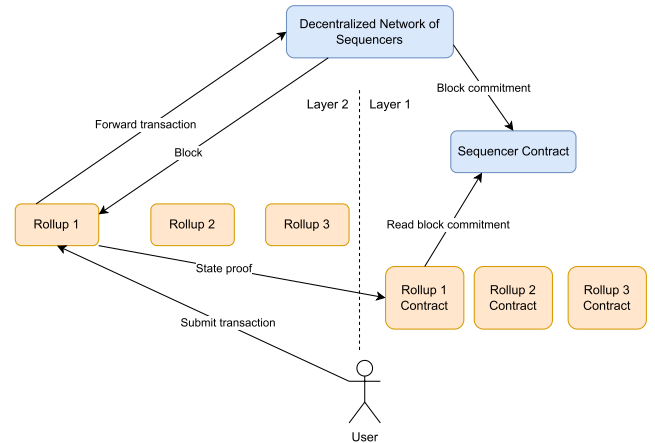 Decentralized Network of
Sequencers
Layer 2
Layer 1
Block commitment
Forward transaction
Block
Sequencer Contract
Rollup 1
Rollup 2
Rollup 3
Read block commitment
State proof
Rollup 1
Contract
Rollup 2
Contract
Rollup 3
Contract
Submit transaction
User